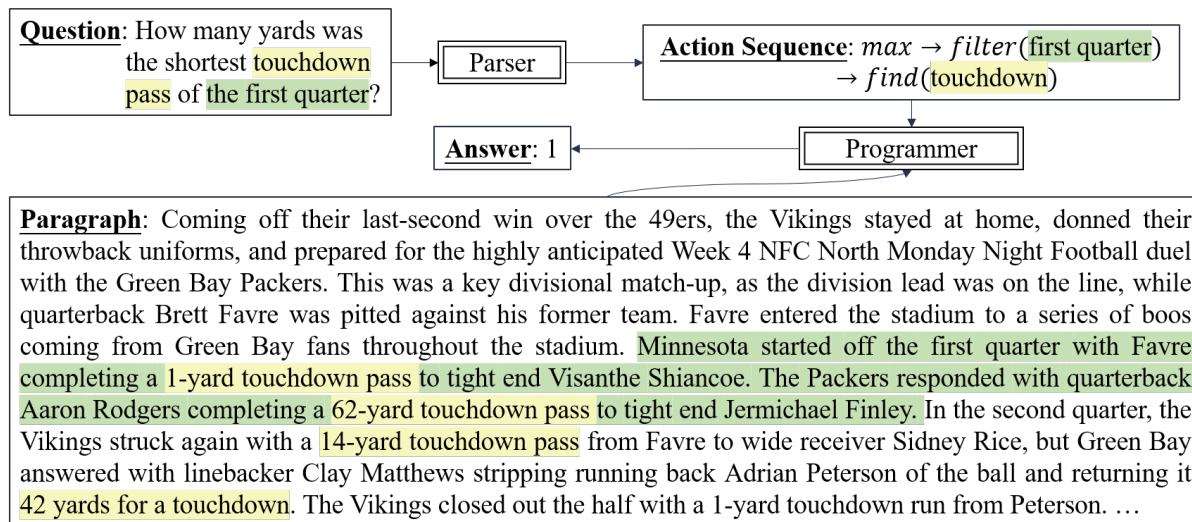 Question: How many yards was
the shortest touchdown
pass of the first quarter?
Parser
Action Sequence: max → filter(first quarter)
→ find(touchdown)
Answer: 1
Programmer
Paragraph: Coming off their last-second win over the 49ers, the Vikings stayed at home, donned their
throwback uniforms, and prepared for the highly anticipated Week 4 NFC North Monday Night Football duel
with the Green Bay Packers. This was a key divisional match-up, as the division lead was on the line, while
quarterback Brett Favre was pitted against his former team. Favre entered the stadium to a series of boos
coming from Green Bay fans throughout the stadium. Minnesota started off the first quarter with Favre
completing a 1-yard touchdown pass to tight end Visanthe Shiancoe. The Packers responded with quarterback
Aaron Rodgers completing a 62-yard touchdown pass to tight end Jermichael Finley. In the second quarter, the
Vikings struck again with a 14-yard touchdown pass from Favre to wide receiver Sidney Rice, but Green Bay
answered with linebacker Clay Matthews stripping running back Adrian Peterson of the ball and returning it
42 yards for a touchdown. The Vikings closed out the half with a 1-yard touchdown run from Peterson. …